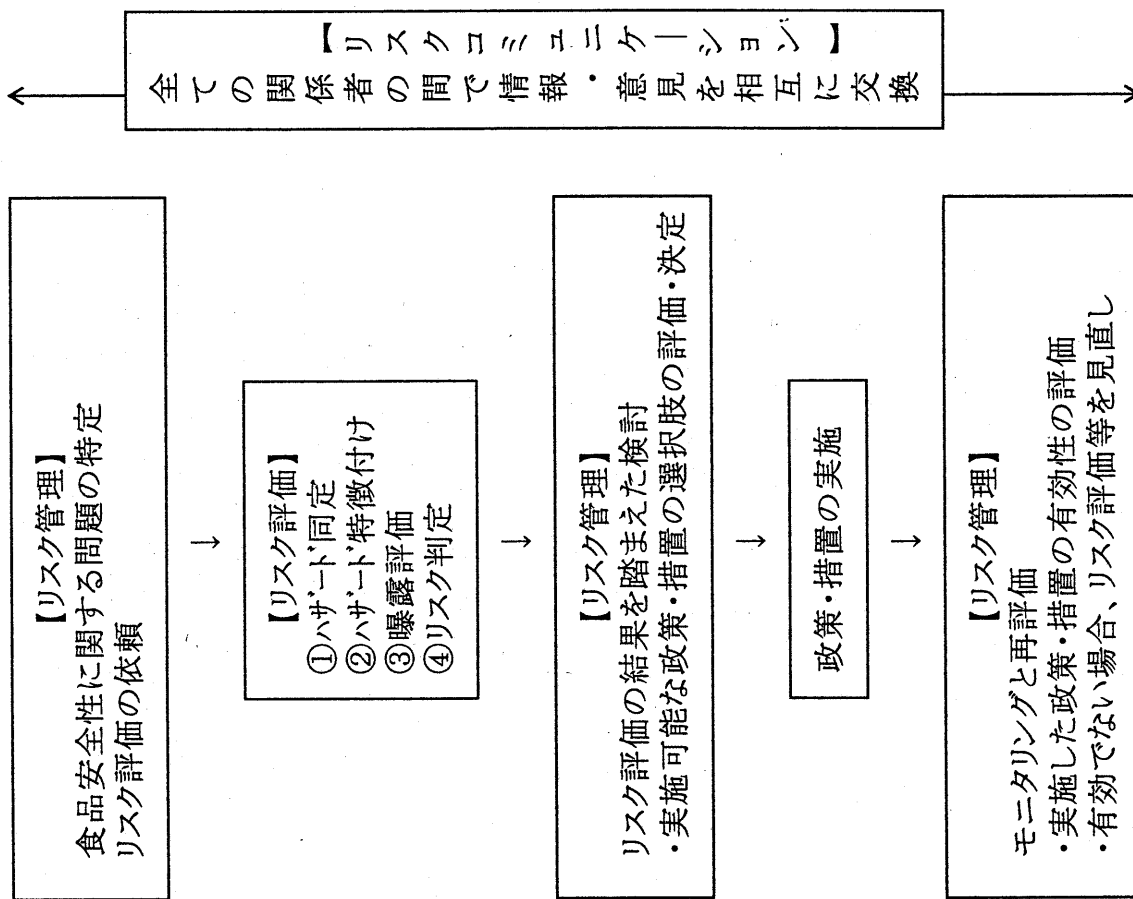 【リスク管理】
食品安全性に関する問題の特定
リスク評価の依頼
↓
【リスク評価】
①ハザード同定
②ハザード特徴付け
③曝露評価
④リスク判定
↓
【リスク管理】
リスク評価の結果を踏まえた検討
・実施可能な政策・措置の選択肢の評価・決定
↓
政策・措置の実施
↓
【リスク管理】
モニタリングと再評価
・実施した政策・措置の有効性の評価
・有効でない場合、リスク評価等を見直し
【リスクコミュニケーション】
全ての関係者の間で情報・意見を相互に交換